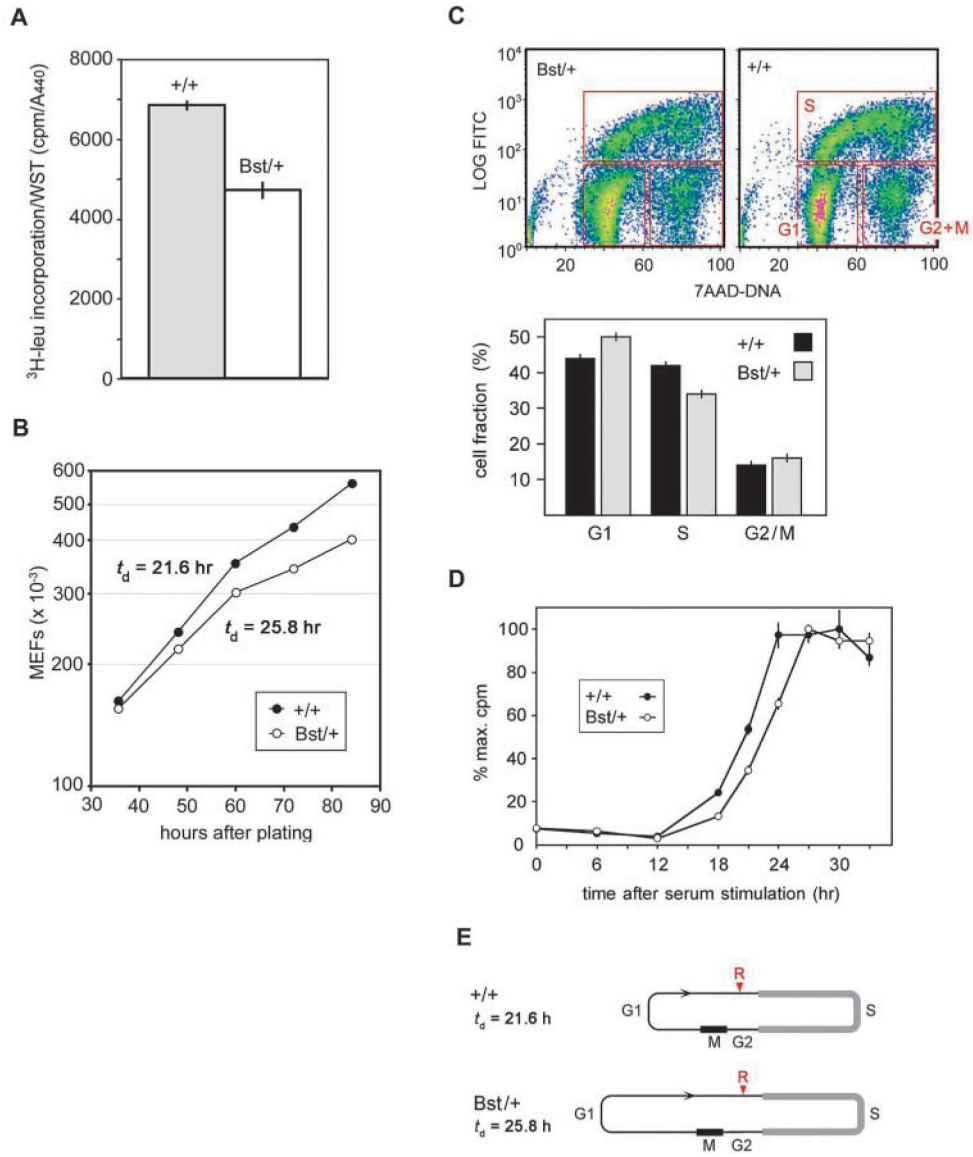 A
³H-leu incorporation/WST (cpm/A440)
8000
6000
4000
2000
0
+/+
Bst/+
B
MEFs (x 10⁻³)
600
500
400
300
200
100
t_d = 21.6 hr
t_d = 25.8 hr
+/+
Bst/+
30 40 50 60 70 80 90
hours after plating
C
LOG FITC
10⁴
10³
10²
10¹
10⁰
Bst/+
+/+
S
G1
G2+M
20 60 100
20 60 100
7AAD-DNA
cell fraction (%)
50
40
30
20
10
+/+
Bst/+
G1 S G2/M
D
% max. cpm
100
80
60
40
20
0
+/+
Bst/+
0 6 12 18 24 30
time after serum stimulation (hr)
E
+/+
t_d = 21.6 h
R
G1
S
M G2
Bst/+
t_d = 25.8 h
R
G1
S
M G2